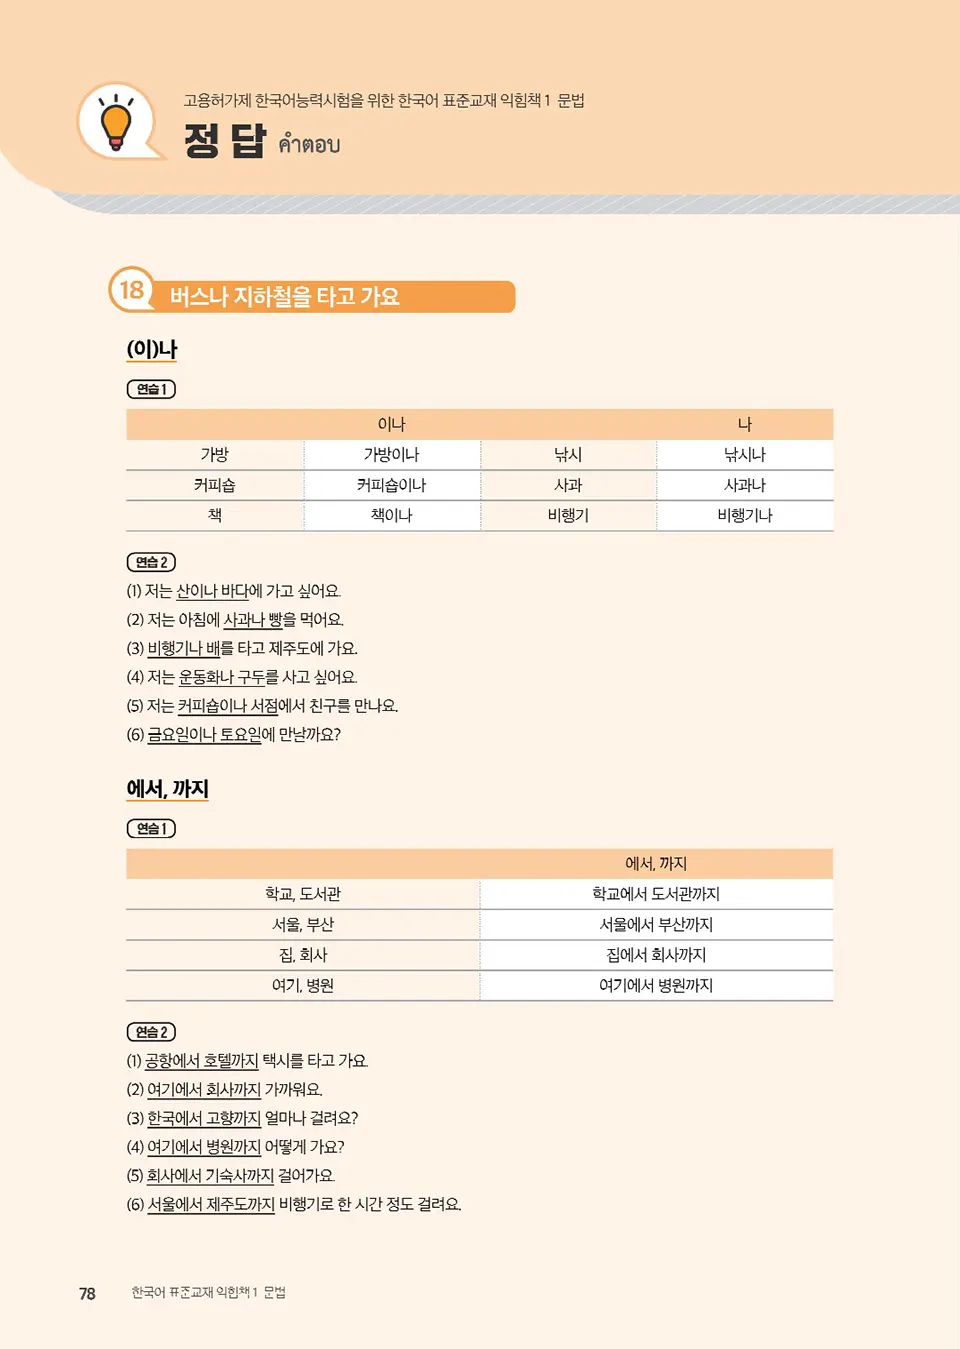 고용허가제 한국어능력시험을 위한 한국어 표준교재 익힘책 1 문법
정답 คำตอบ
18 버스나 지하철을 타고 가요
(이)나
연습 1
이나 나
가방 가방이나 낚시 낚시나
커피숍 커피숍이나 사과 사과나
책 책이나 비행기 비행기나
연습 2
(1) 저는 산이나 바다에 가고 싶어요.
(2) 저는 아침에 사과나 빵을 먹어요.
(3) 비행기나 배를 타고 제주도에 가요.
(4) 저는 운동화나 구두를 사고 싶어요.
(5) 저는 커피숍이나 서점에서 친구를 만나요.
(6) 금요일이나 토요일에 만날까요?
에서, 까지
연습 1
에서, 까지
학교, 도서관 학교에서 도서관까지
서울, 부산 서울에서 부산까지
집, 회사 집에서 회사까지
여기, 병원 여기에서 병원까지
연습 2
(1) 공항에서 호텔까지 택시를 타고 가요.
(2) 여기에서 회사까지 가까워요.
(3) 한국에서 고향까지 얼마나 걸려요?
(4) 여기에서 병원까지 어떻게 가요?
(5) 회사에서 기숙사까지 걸어가요.
(6) 서울에서 제주도까지 비행기로 한 시간 정도 걸려요.
78 한국어 표준교재 익힘책 1 문법